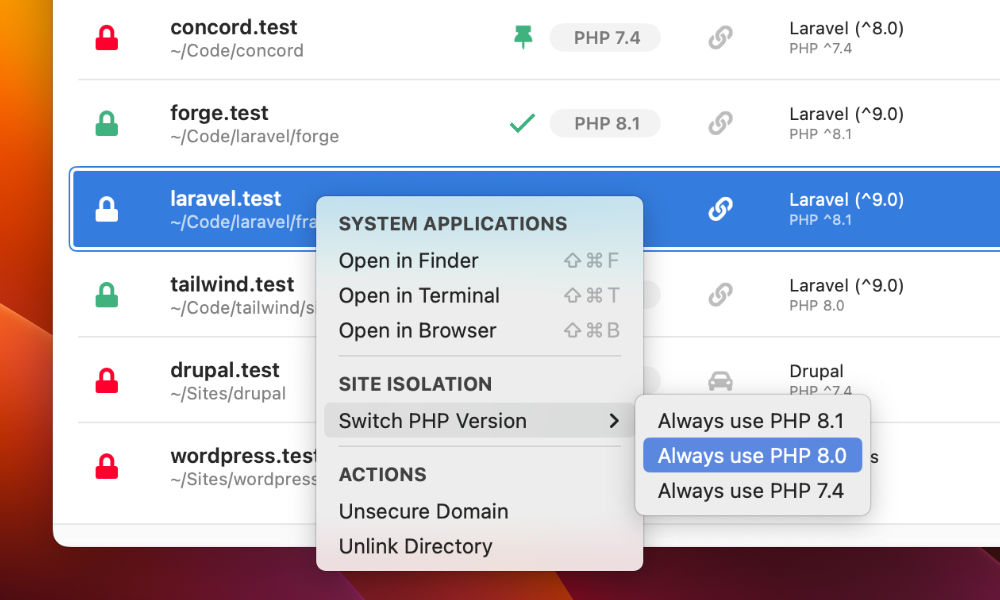 concord.test
~/Code/concord
PHP 7.4
Laravel (^8.0)
PHP ^7.4
forge.test
~/Code/laravel/forge
PHP 8.1
Laravel (^9.0)
PHP ^8.1
laravel.test
~/Code/laravel/fra
Laravel (^9.0)
PHP ^8.1
tailwind.test
~/Code/tailwind/s
Laravel (^9.0)
PHP 8.0
drupal.test
~/Sites/drupal
Drupal
PHP ^7.4
wordpress.test
~/Sites/wordpress
s
SYSTEM APPLICATIONS
Open in Finder ⇧⌘F
Open in Terminal ⇧⌘T
Open in Browser ⇧⌘B
SITE ISOLATION
Switch PHP Version
ACTIONS
Unsecure Domain
Unlink Directory
Always use PHP 8.1
Always use PHP 8.0
Always use PHP 7.4